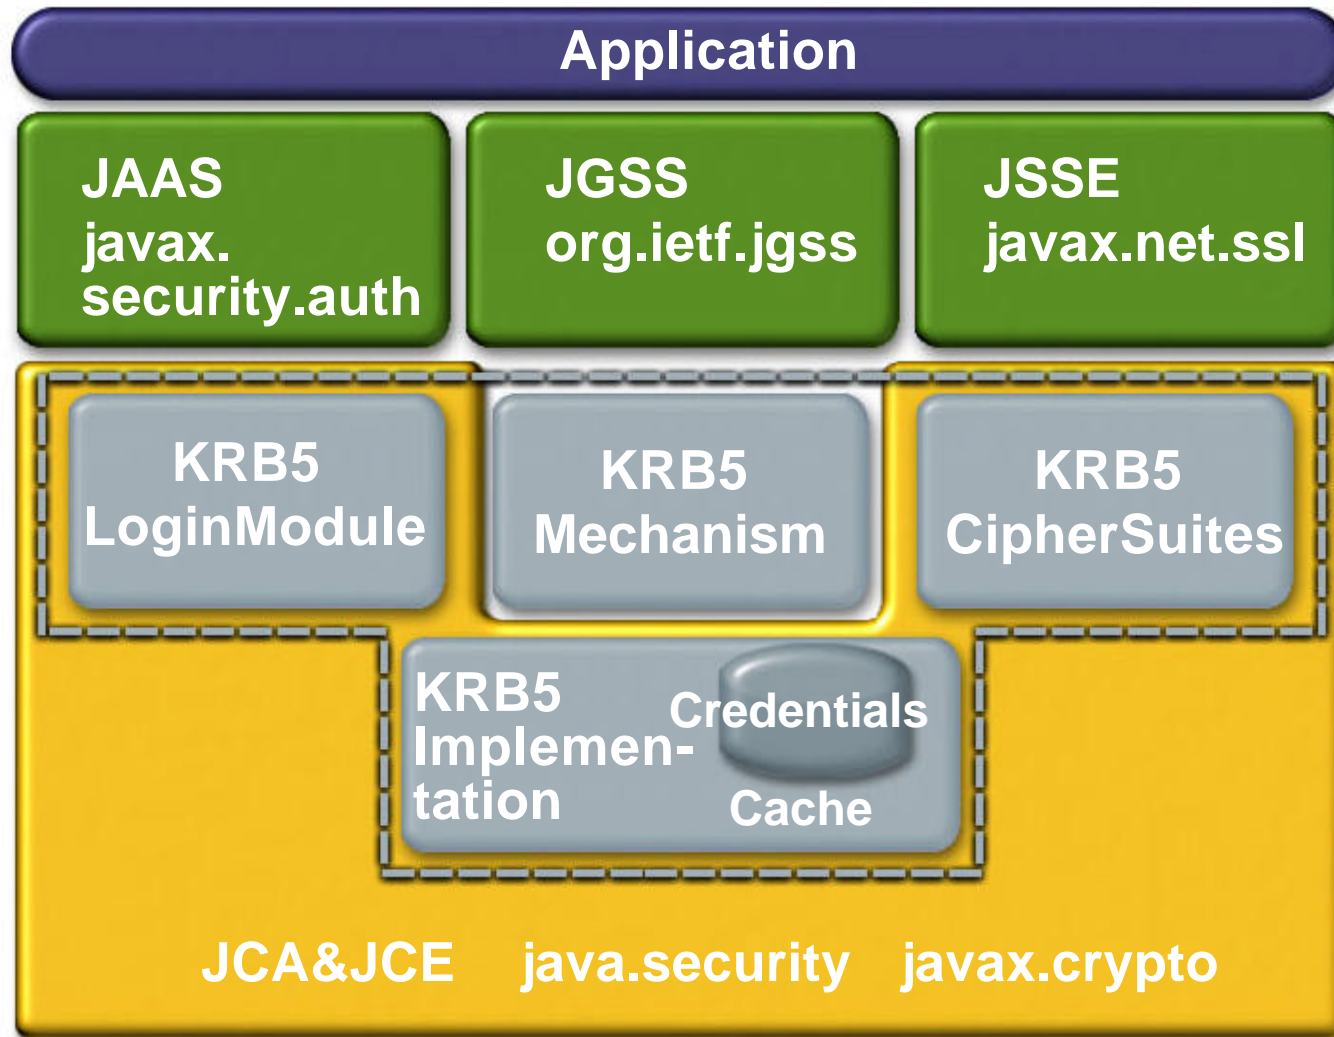 Application
JAAS
javax.
security.auth
JGSS
org.ietf.jgss
JSSE
javax.net.ssl
KRB5
LoginModule
KRB5
Mechanism
KRB5
CipherSuites
KRB5
Implemen-
tation
Credentials
Cache
JCA&JCE java.security javax.crypto